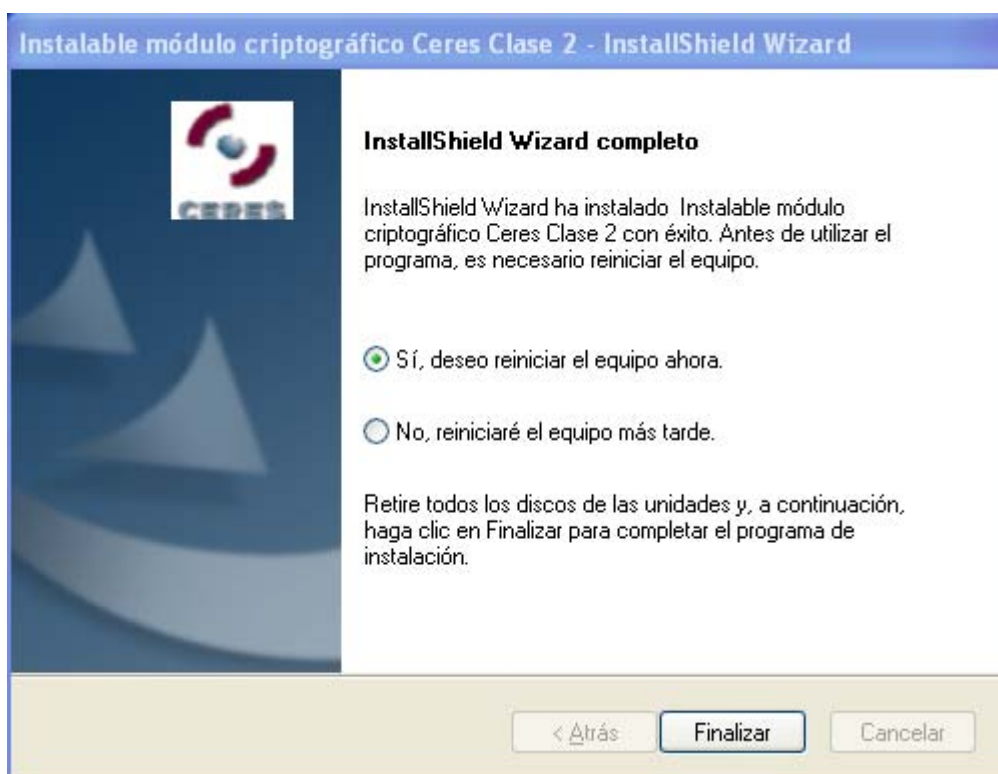 Instalable módulo criptográfico Ceres Clase 2 - InstallShield Wizard
CERES
InstallShield Wizard completo
InstallShield Wizard ha instalado Instalable módulo
criptográfico Ceres Clase 2 con éxito. Antes de utilizar el
programa, es necesario reiniciar el equipo.
Sí, deseo reiniciar el equipo ahora.
No, reiniciaré el equipo más tarde.
Retire todos los discos de las unidades y, a continuación,
haga clic en Finalizar para completar el programa de
instalación.
< Atrás
Finalizar
Cancelar